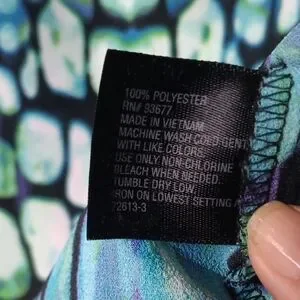 100% POLYESTER
RN# 93677
MADE IN VIETNAM
MACHINE WASH COLD GENT
WITH LIKE COLORS.
USE ONLY NON-CHLORINE
BLEACH WHEN NEEDED.
TUMBLE DRY LOW.
IRON ON LOWEST SETTING
72613-3